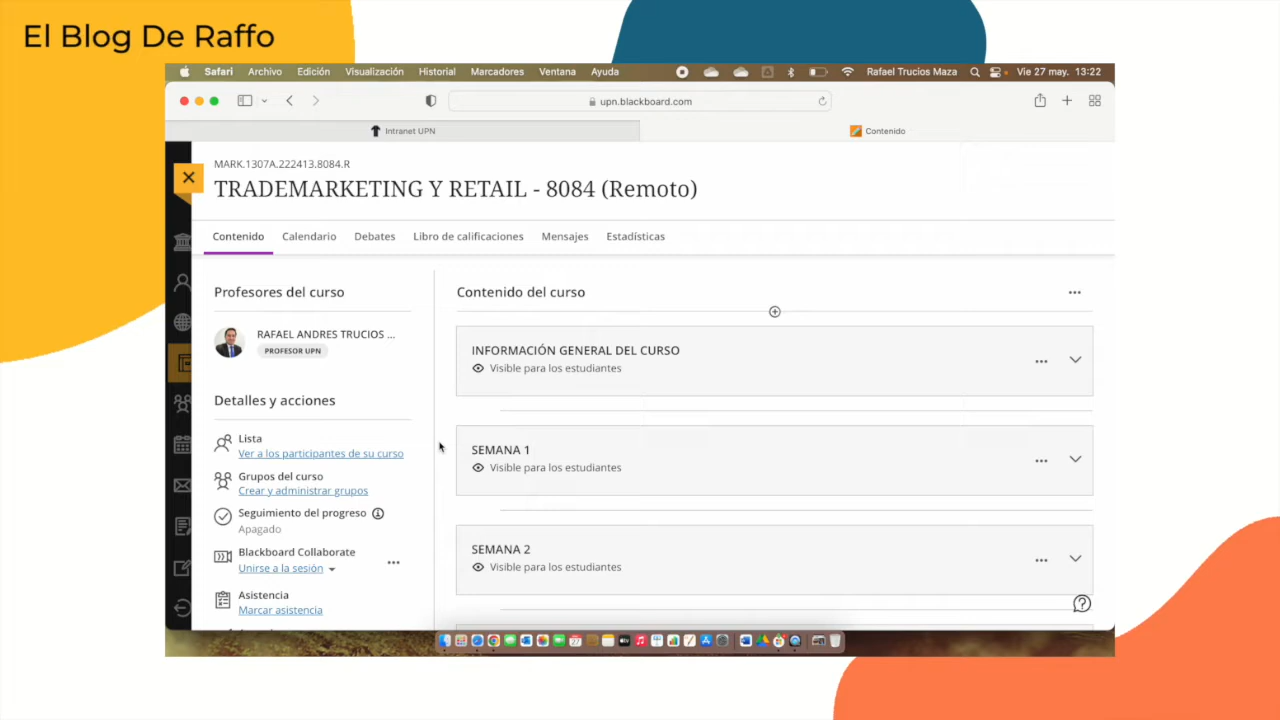 El Blog De Raffo
Safari Archivo Edición Visualización Historial Marcadores Ventana Ayuda Rafael Trucios Maza Vie 27 may. 13:22
upn.blackboard.com
Intranet UPN Contenido
MARK.1307A.222413.8084.R
TRADEMARKETING Y RETAIL - 8084 (Remoto)
Contenido Calendario Debates Libro de calificaciones Mensajes Estadísticas
Profesores del curso
RAFAEL ANDRES TRUCIOS ...
PROFESOR UPN
Detalles y acciones
Lista
Ver a los participantes de su curso
Grupos del curso
Crear y administrar grupos
Seguimiento del progreso
Apagado
Blackboard Collaborate
Unirse a la sesión
Asistencia
Marcar asistencia
Contenido del curso
INFORMACIÓN GENERAL DEL CURSO
Visible para los estudiantes
SEMANA 1
Visible para los estudiantes
SEMANA 2
Visible para los estudiantes